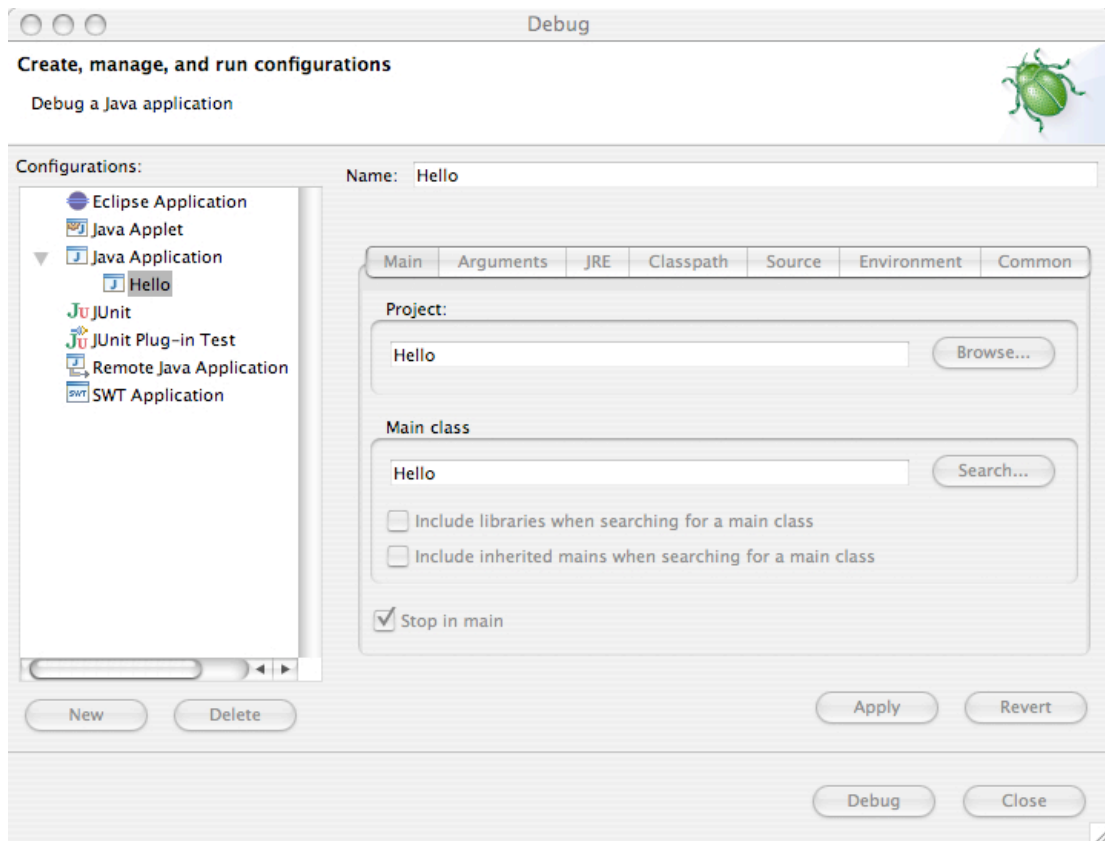 Debug
Create, manage, and run configurations
Debug a Java application
Configurations:
Eclipse Application
Java Applet
Java Application
Hello
JUnit
JUnit Plug-in Test
Remote Java Application
SWT Application
New
Delete
Name: Hello
Main Arguments JRE Classpath Source Environment Common
Project:
Hello
Browse...
Main class
Hello
Search...
Include libraries when searching for a main class
Include inherited mains when searching for a main class
Stop in main
Apply
Revert
Debug
Close